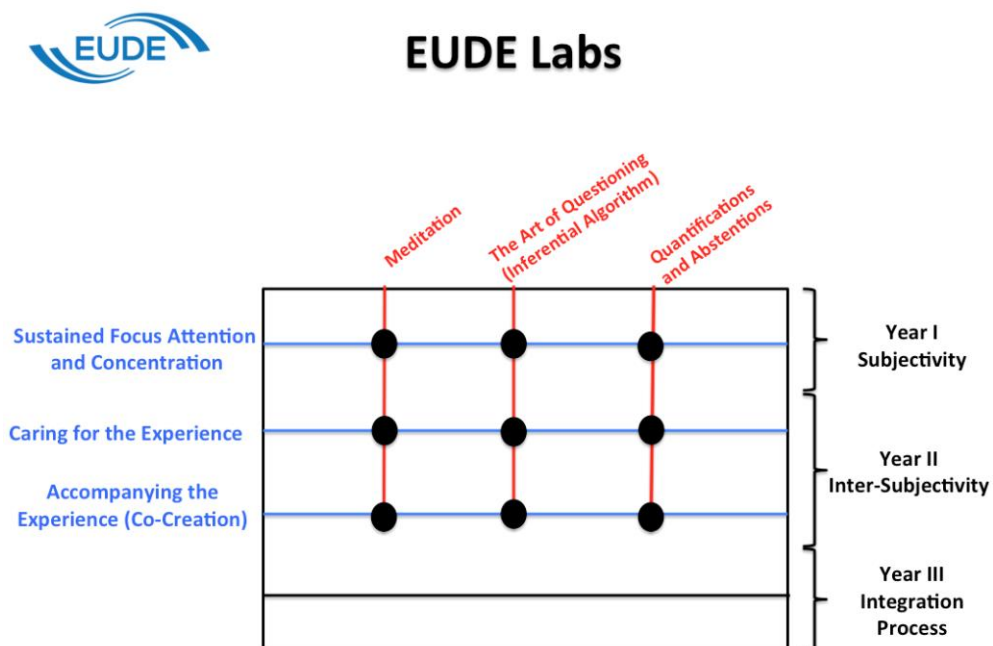 EUDE
EUDE Labs
Meditation
The Art of Questioning
(Inferential Algorithm)
Quantifications
and Abstentions
Sustained Focus Attention
and Concentration
Caring for the Experience
Accompanying the
Experience (Co-Creation)
Year I
Subjectivity
Year II
Inter-Subjectivity
Year III
Integration
Process